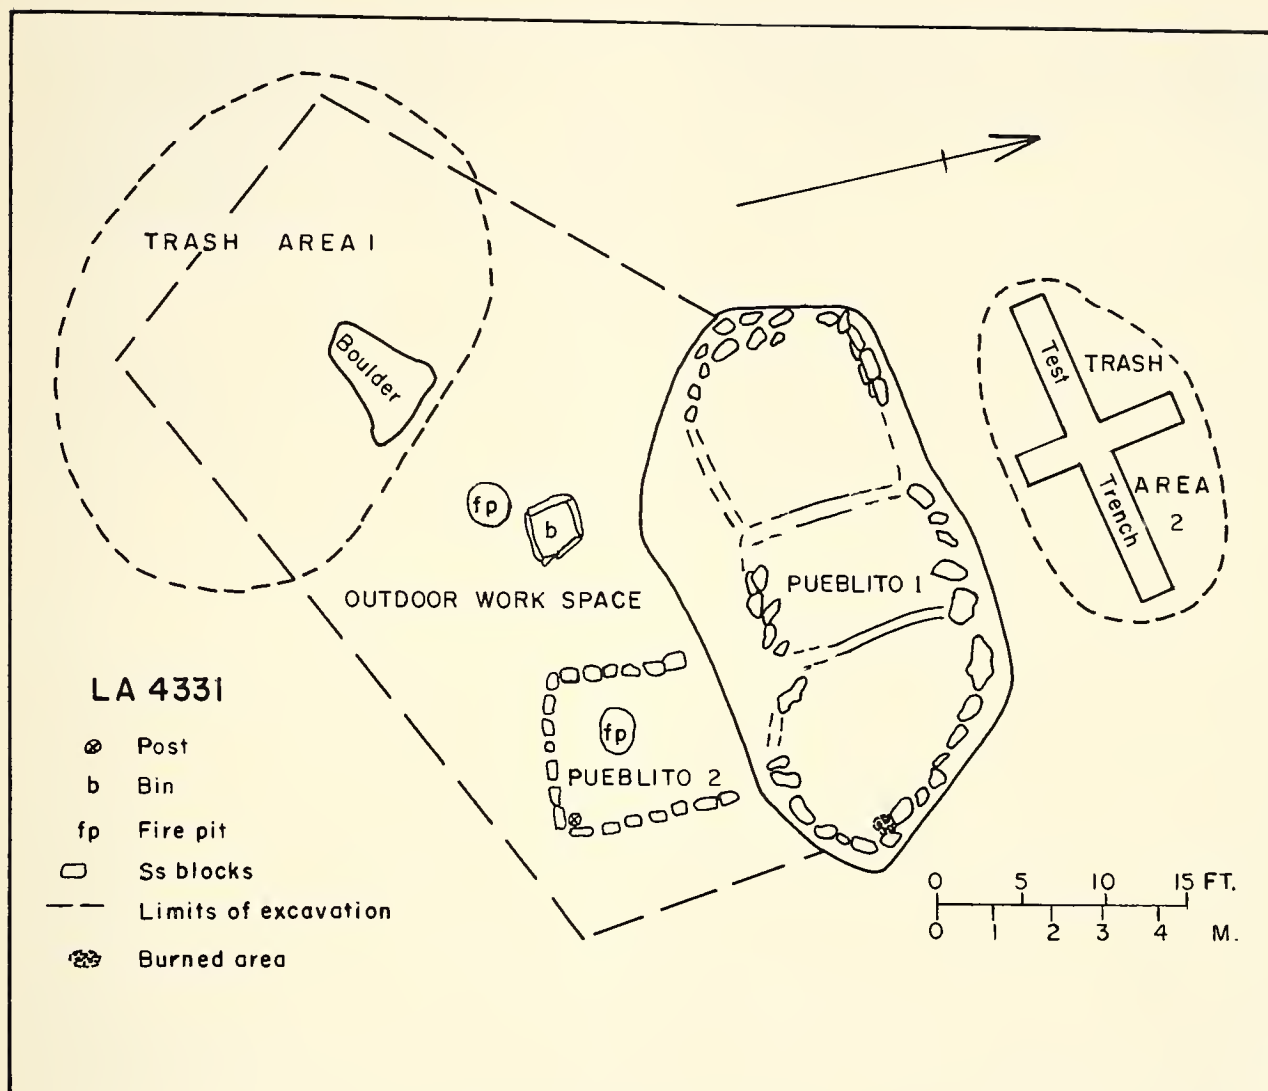 TRASH AREA 1
Boulder
Test
TRASH
Trench
AREA
2
fp
b
OUTDOOR WORK SPACE
PUEBLITO 1
fp
PUEBLITO 2
LA 4331
Post
b Bin
fp Fire pit
Ss blocks
Limits of excavation
Burned area
0 5 10 15 FT.
0 1 2 3 4 M.